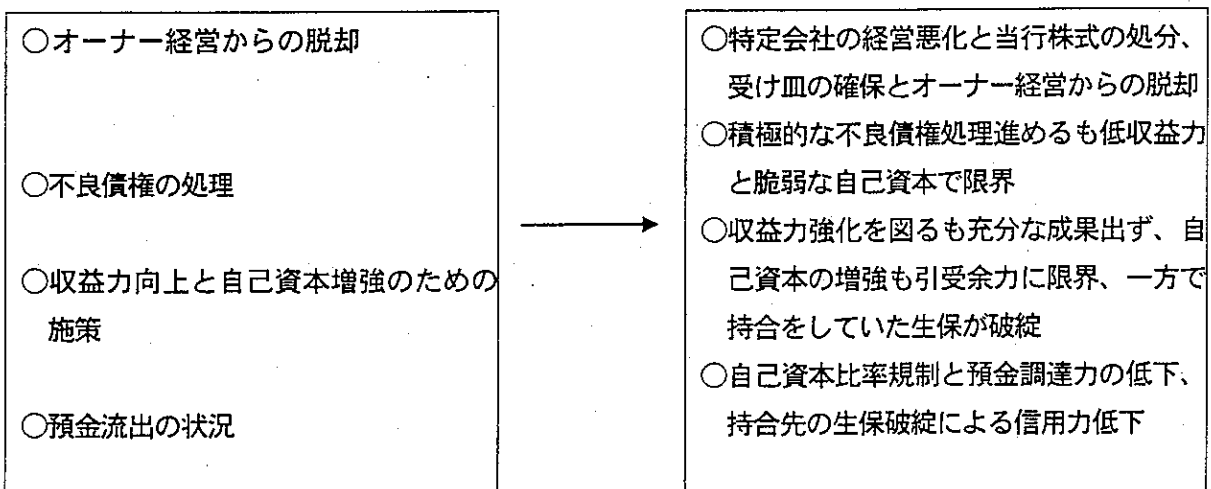 ○オーナー経営からの脱却
○不良債権の処理
○収益力向上と自己資本増強のための
施策
○預金流出の状況
○特定会社の経営悪化と当行株式の処分、
受け皿の確保とオーナー経営からの脱却
○積極的な不良債権処理進めるも低収益力
と脆弱な自己資本で限界
○収益力強化を図るも充分な成果出ず、自
己資本の増強も引受余力に限界、一方で
持合をしていた生保が破綻
○自己資本比率規制と預金調達力の低下、
持合先の生保破綻による信用力低下